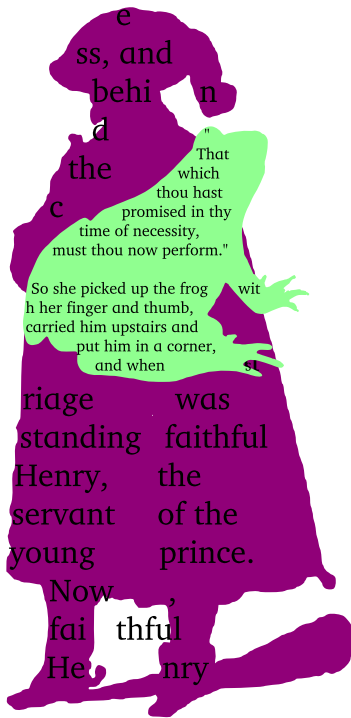 e
ss, and
behi n
d
the
c
"
That
which
thou hast
promised in thy
time of necessity,
must thou now perform."
So she picked up the frog wit
h her finger and thumb,
carried him upstairs and
put him in a corner,
and when st
riage was
standing faithful
Henry, the
servant of the
young prince.
Now ,
fai thful
He nry